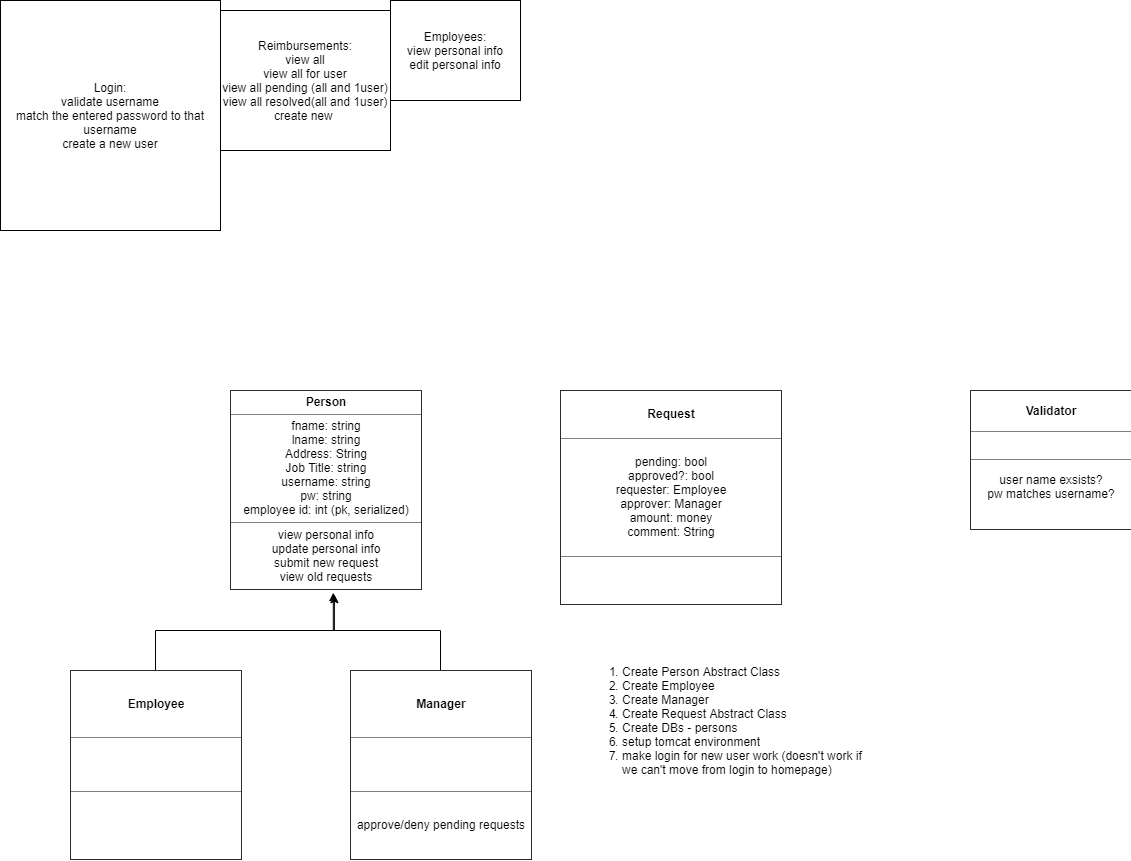 Login:
validate username
match the entered password to that
username
create a new user
Reimbursements:
view all
view all for user
view all pending (all and 1user)
view all resolved(all and 1user)
create new
Employees:
view personal info
edit personal info
Person
fname: string
lname: string
Address: String
Job Title: string
username: string
pw: string
employee id: int (pk, serialized)
view personal info
update personal info
submit new request
view old requests
Request
pending: bool
approved?: bool
requester: Employee
approver: Manager
amount: money
comment: String
Validator
user name exsists?
pw matches username?
Employee
Manager
approve/deny pending requests
1. Create Person Abstract Class
2. Create Employee
3. Create Manager
4. Create Request Abstract Class
5. Create DBs - persons
6. setup tomcat environment
7. make login for new user work (doesn't work if
we can't move from login to homepage)